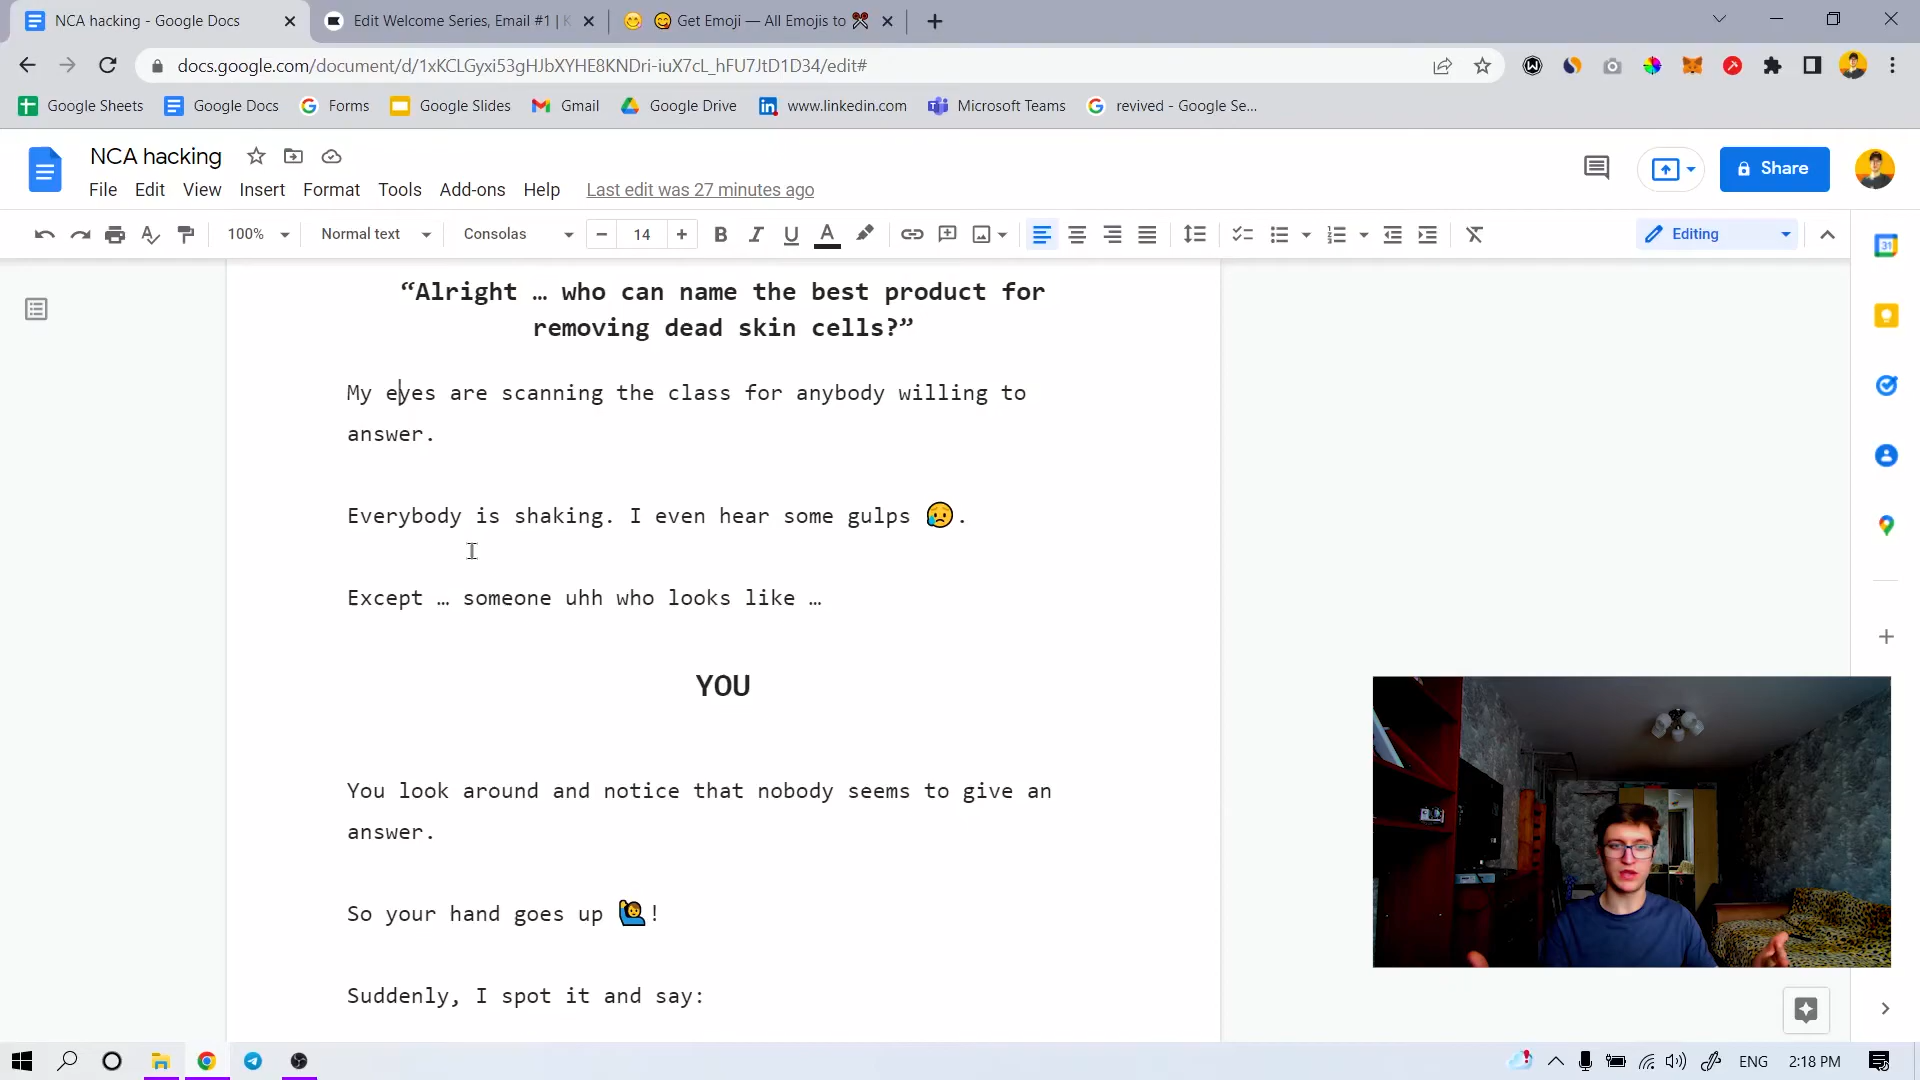 NCA hacking - Google Docs
Edit Welcome Series, Email #1 | K
😋 Get Emoji — All Emojis to ✂
docs.google.com/document/d/1xKCLGyxi53gHJbXYHE8KNDri-iuX7cL_hFU7JtD1D34/edit#
Google Sheets Google Docs Forms Google Slides Gmail Google Drive www.linkedin.com Microsoft Teams revived - Google Se...
NCA hacking
Share
File Edit View Insert Format Tools Add-ons Help Last edit was 27 minutes ago
100% Normal text Consolas − 14 + B I U A Editing
31
“Alright … who can name the best product for
removing dead skin cells?”
My eyes are scanning the class for anybody willing to
answer.
Everybody is shaking. I even hear some gulps 😥.
Except … someone uhh who looks like …
YOU
You look around and notice that nobody seems to give an
answer.
So your hand goes up 🙋!
Suddenly, I spot it and say:
ENG 2:18 PM